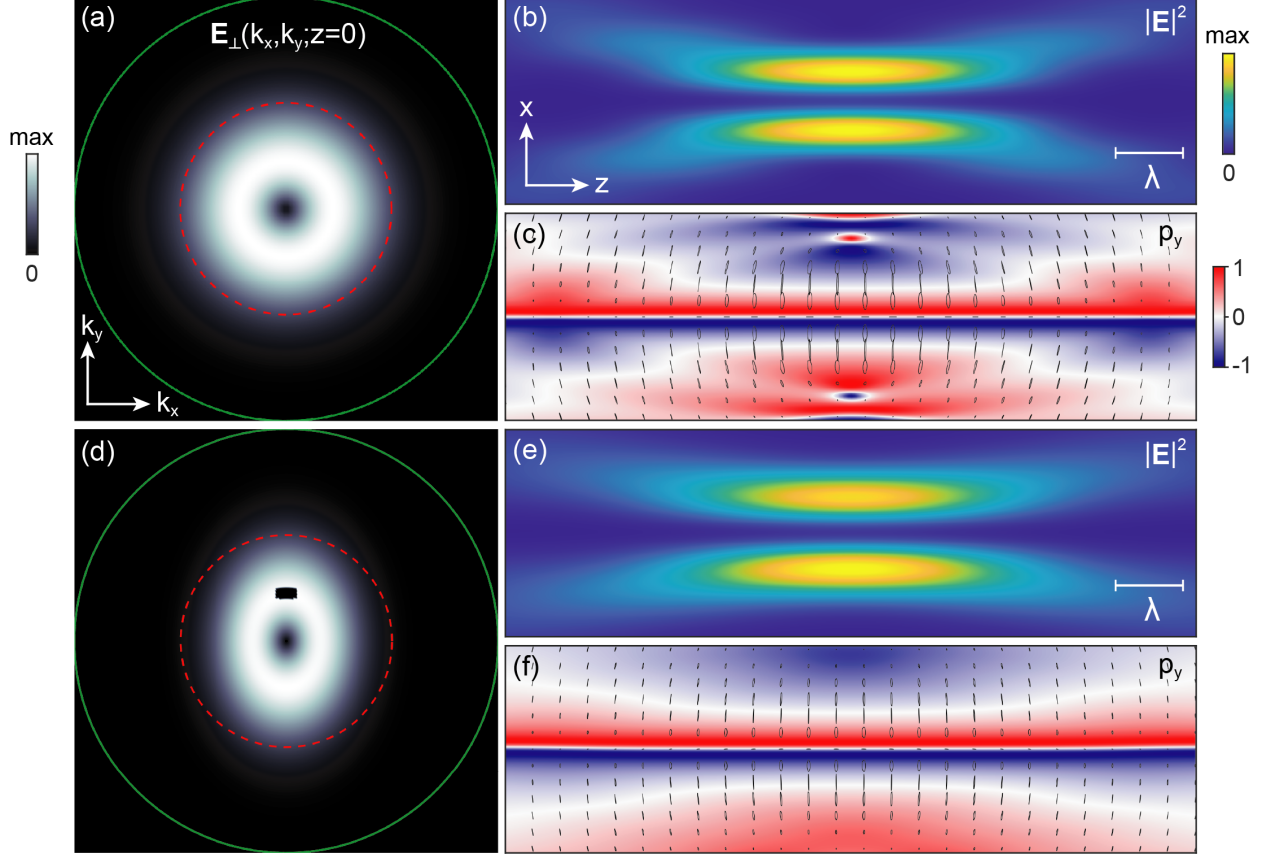 (a)
E⊥(kx,ky;z=0)
max
0
ky
kx
(b)
|E|²
x
z
λ
max
0
(c)
py
1
0
-1
(d)
(e)
|E|²
λ
(f)
py